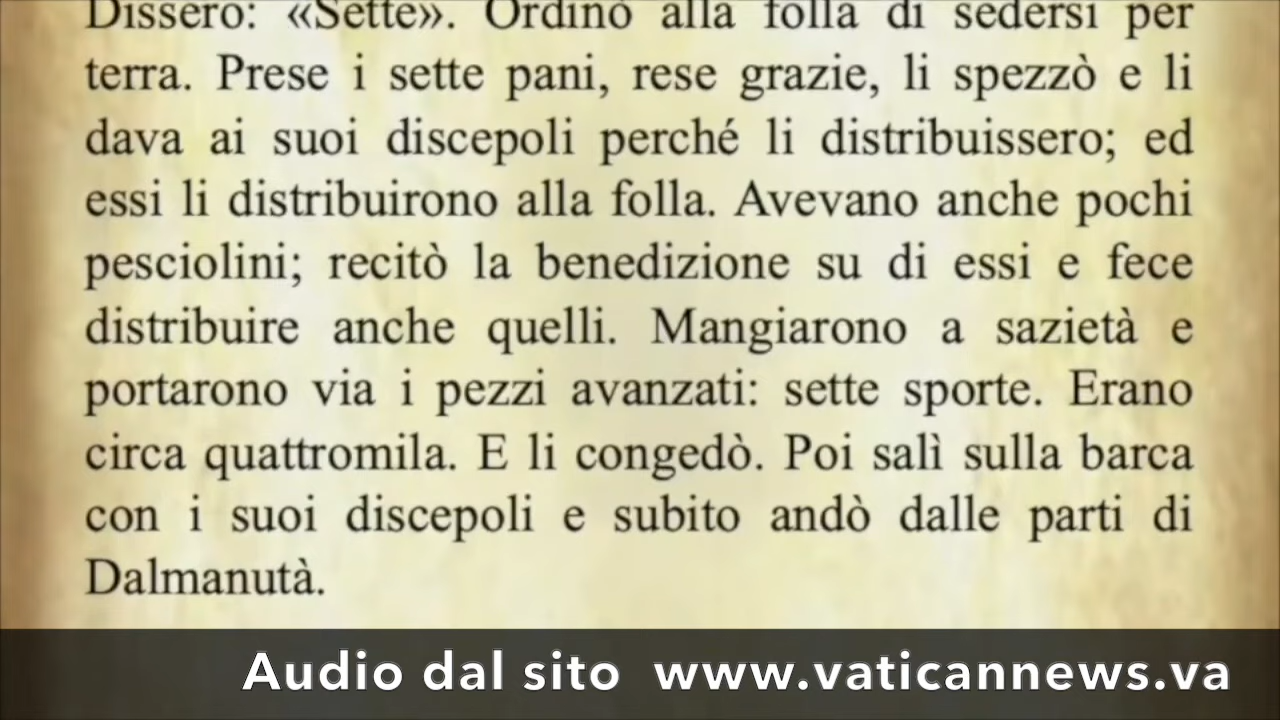 Dissero: «Sette». Ordinò alla folla di sedersi per
terra. Prese i sette pani, rese grazie, li spezzò e li
dava ai suoi discepoli perché li distribuissero; ed
essi li distribuirono alla folla. Avevano anche pochi
pesciolini; recitò la benedizione su di essi e fece
distribuire anche quelli. Mangiarono a sazietà e
portarono via i pezzi avanzati: sette sporte. Erano
circa quattromila. E li congedò. Poi salì sulla barca
con i suoi discepoli e subito andò dalle parti di
Dalmanutà.
Audio dal sito www.vaticannews.va